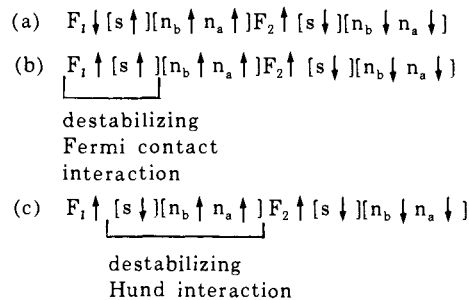 (a) F₁↓[s↑][n_b↑n_a↑]F₂↑[s↓][n_b↓n_a↓]
(b) F₁↑[s↑][n_b↑n_a↑]F₂↑[s↓][n_b↓n_a↓]
destabilizing
Fermi contact
interaction
(c) F₁↑[s↓][n_b↑n_a↑]F₂↑[s↓][n_b↓n_a↓]
destabilizing
Hund interaction